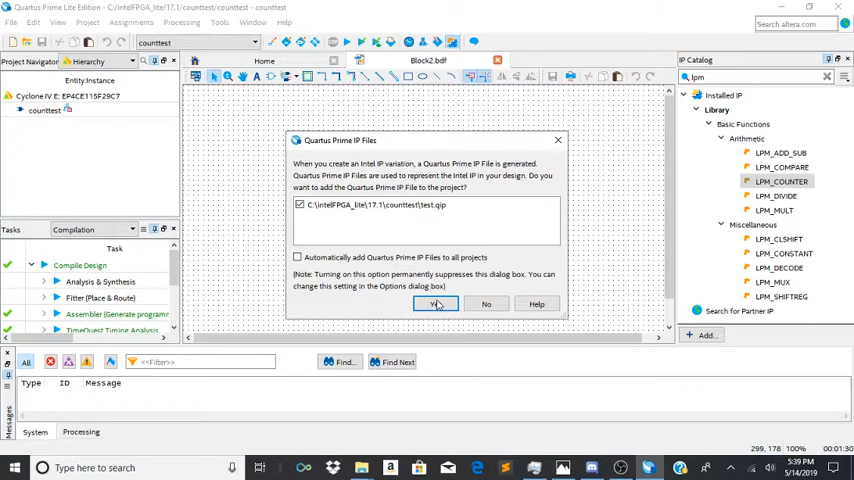 Quartus Prime Lite Edition - C:/intelFPGA_lite/17.1/counttest/counttest - counttest
File Edit View Project Assignments Processing Tools Window Help
Search altera.com
counttest
Project Navigator Hierarchy
Home
Block2.bdf
IP Catalog
lpm
Entity:Instance
Cyclone IV E: EP4CE115F29C7
counttest
Installed IP
Library
Basic Functions
Arithmetic
LPM_ADD_SUB
LPM_COMPARE
LPM_COUNTER
LPM_DIVIDE
LPM_MULT
Miscellaneous
LPM_CLSHIFT
LPM_CONSTANT
LPM_DECODE
LPM_MUX
LPM_SHIFTREG
Search for Partner IP
Add...
Quartus Prime IP Files
When you create an Intel IP variation, a Quartus Prime IP File is generated.
Quartus Prime IP Files are used to represent the Intel IP in your design. Do you
want to add the Quartus Prime IP File to the project?
C:\intelFPGA_lite\17.1\counttest\test.qip
Automatically add Quartus Prime IP Files to all projects
(Note: Turning on this option permanently suppresses this dialog box. You can
change this setting in the Options dialog box)
No Help
Tasks Compilation
Task
Compile Design
Analysis & Synthesis
Fitter (Place & Route)
Assembler (Generate programm
TimeQuest Timing Analysis
All
<<Filter>>
Find...
Find Next
Type ID Message
Messages
System Processing
299, 178 100% 00:01:30
Type here to search
5:39 PM
5/14/2019